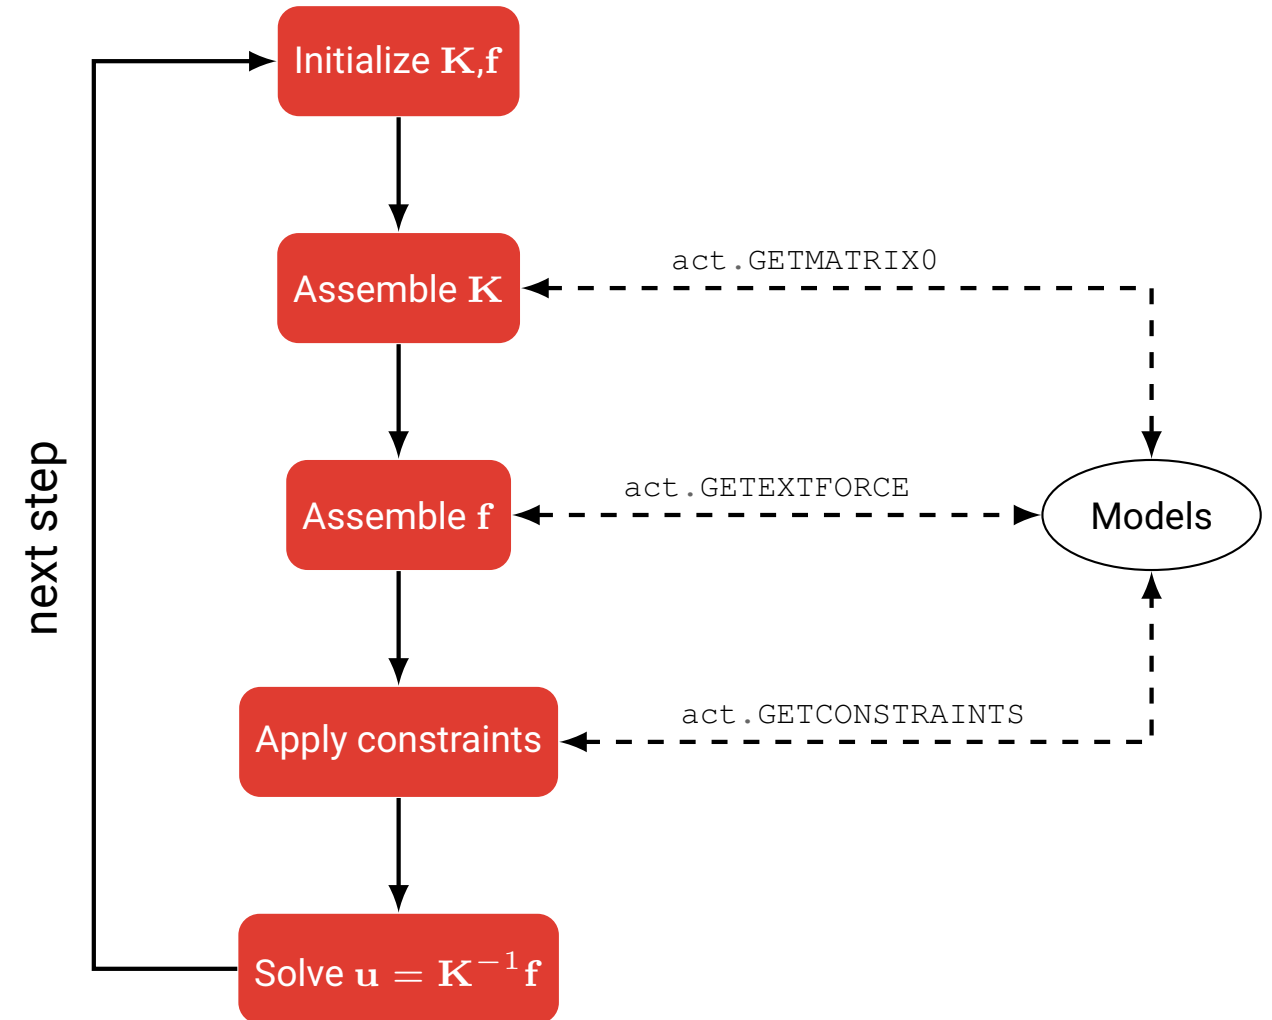 Initialize K,f
act.GETMATRIX0
Assemble K
act.GETEXTFORCE
Assemble f
Models
next step
act.GETCONSTRAINTS
Apply constraints
Solve u = K⁻¹f